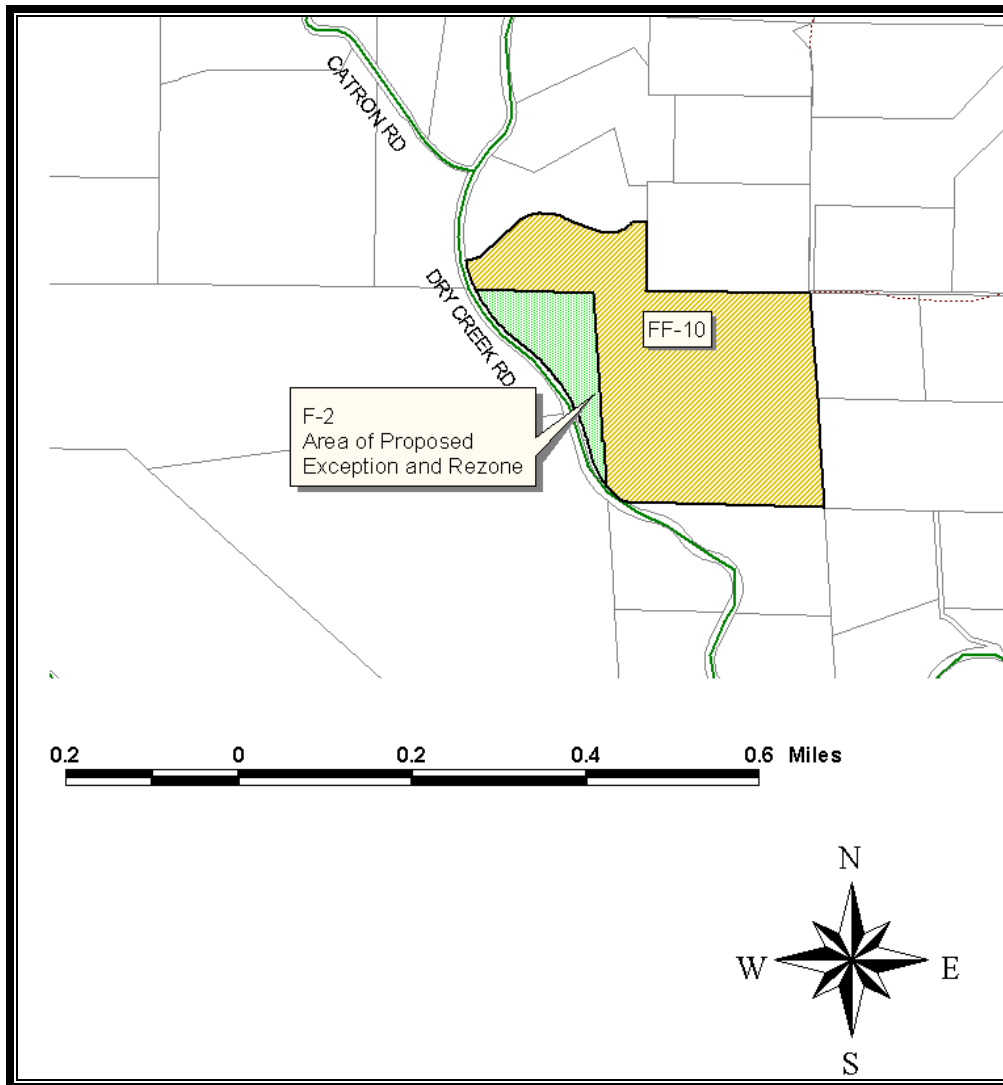 CATRON RD
DRY CREEK RD
FF-10
F-2
Area of Proposed
Exception and Rezone
0.2 0 0.2 0.4 0.6 Miles
N
W E
S